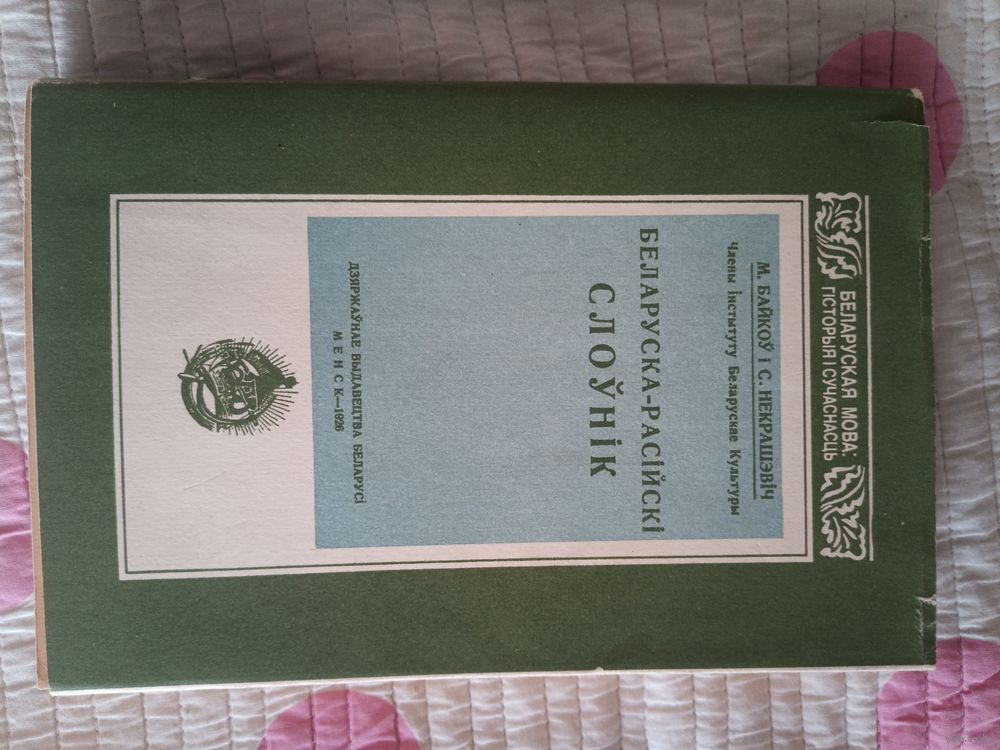 БЕЛАРУСКАЯ МОВА:
ГІСТОРЫЯ І СУЧАСНАСЦЬ
М. БАЙКОЎ і С. НЕКРАШЭВІЧ
Члены Інстытуту Беларускае Культуры
БЕЛАРУСКА-РАСІЙСКІ
СЛОЎНІК
ДЗЯРЖАЎНАЕ ВЫДАВЕЦТВА БЕЛАРУСІ
МЕНСК—1926